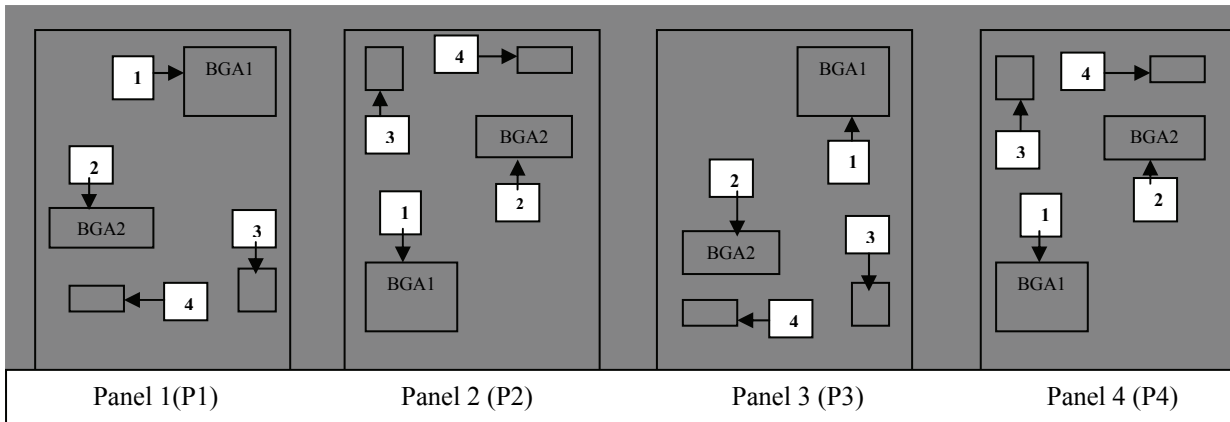 1
BGA1
2
BGA2
3
4
4
3
BGA2
2
1
BGA1
BGA1
1
2
BGA2
3
4
4
3
BGA2
2
1
BGA1
Panel 1(P1)
Panel 2 (P2)
Panel 3 (P3)
Panel 4 (P4)